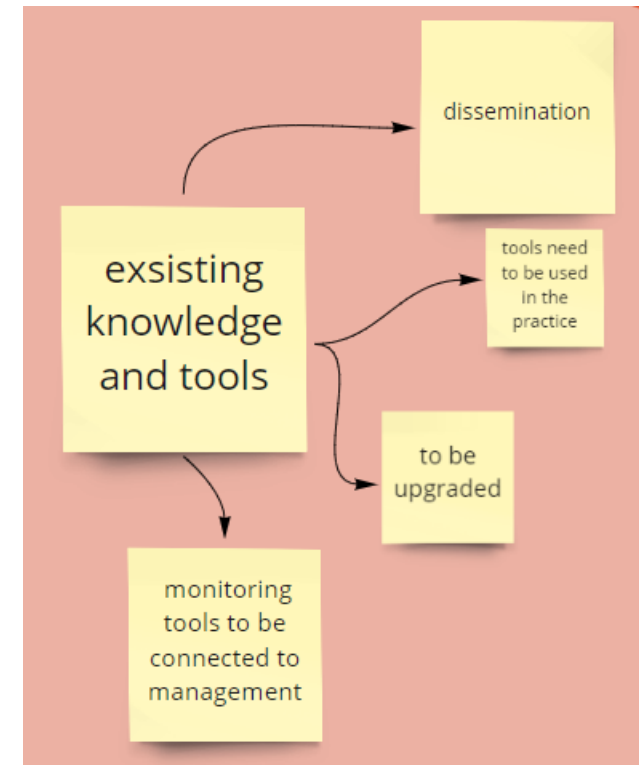 dissemination
exsisting
knowledge
and tools
tools need
to be used
in the
practice
to be
upgraded
monitoring
tools to be
connected to
management